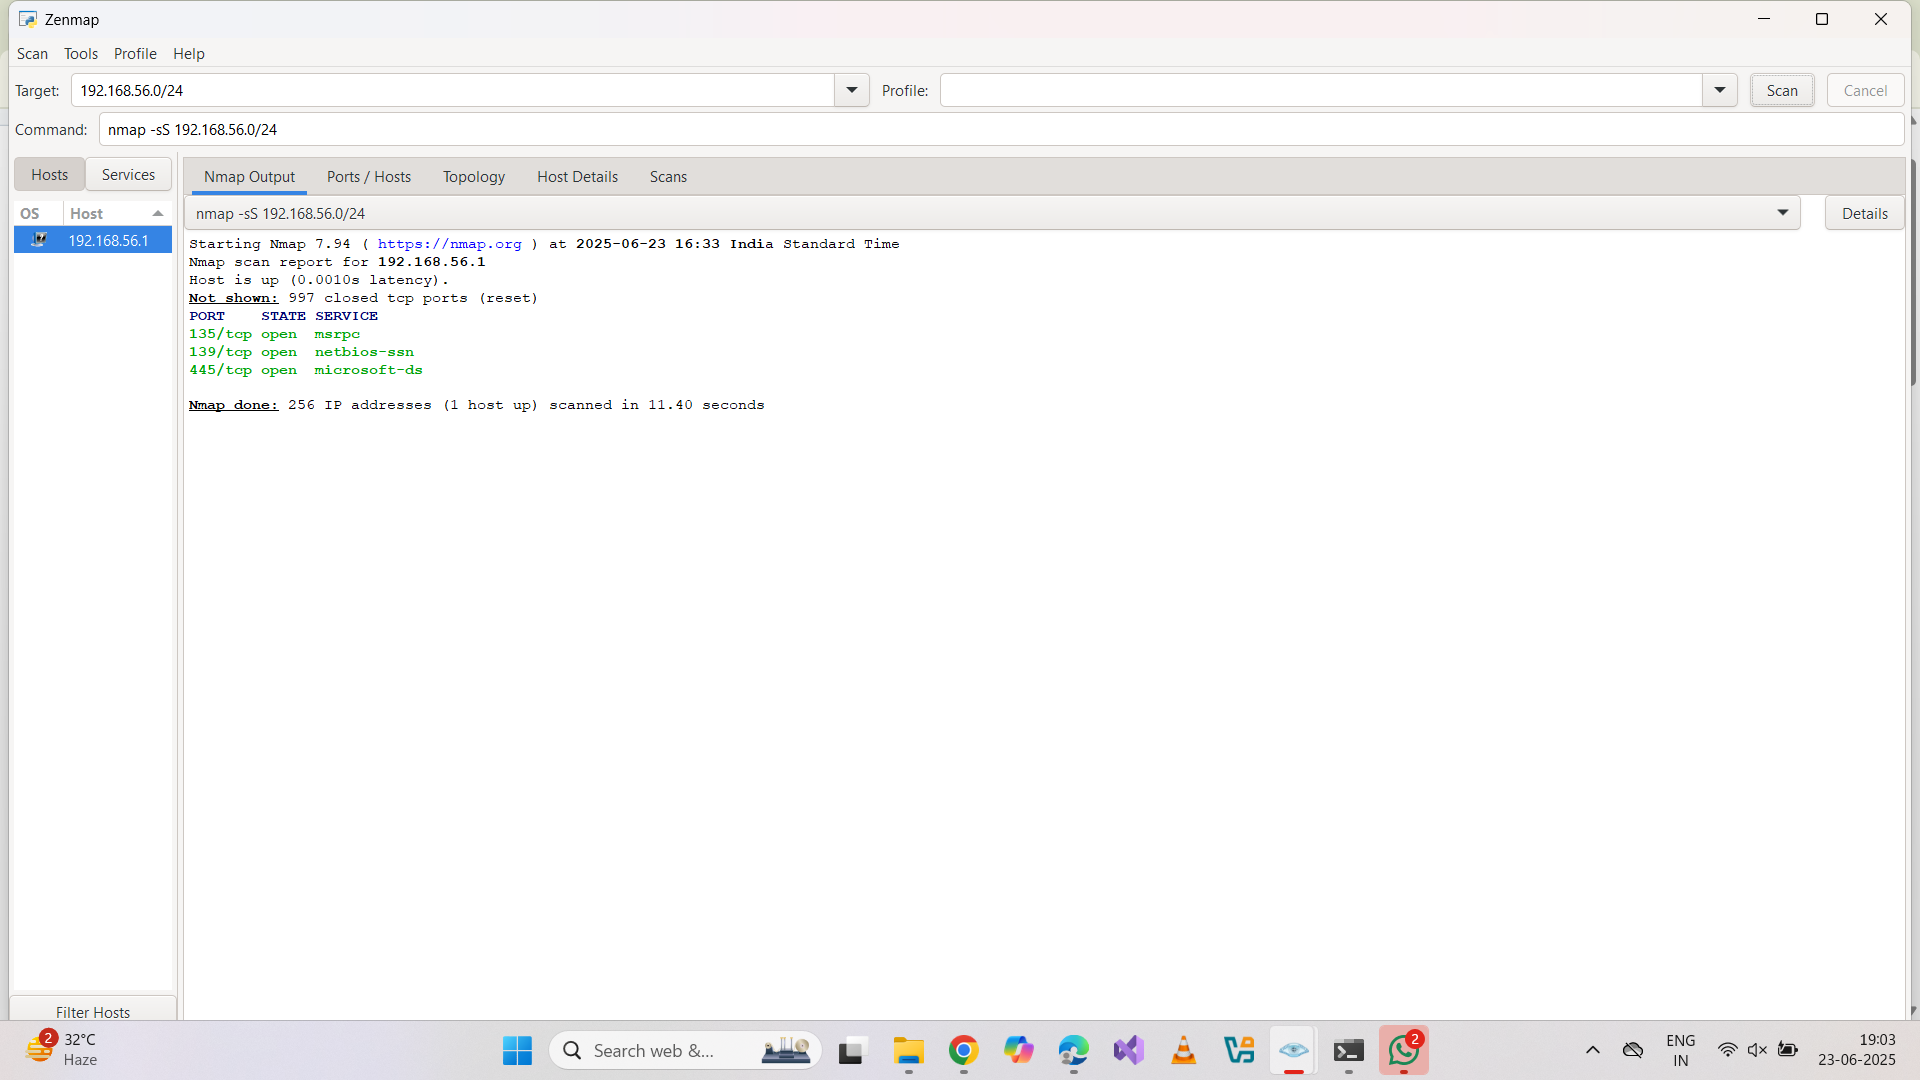 Zenmap
Scan Tools Profile Help
Target: 192.168.56.0/24 Profile: Scan Cancel
Command: nmap -sS 192.168.56.0/24
Hosts Services
Nmap Output Ports / Hosts Topology Host Details Scans
OS Host
192.168.56.1
nmap -sS 192.168.56.0/24 Details
Starting Nmap 7.94 ( https://nmap.org ) at 2025-06-23 16:33 India Standard Time
Nmap scan report for 192.168.56.1
Host is up (0.0010s latency).
Not shown: 997 closed tcp ports (reset)
PORT STATE SERVICE
135/tcp open msrpc
139/tcp open netbios-ssn
445/tcp open microsoft-ds
Nmap done: 256 IP addresses (1 host up) scanned in 11.40 seconds
Filter Hosts
2
32°C
Haze
Search web &...
2
ENG
IN
19:03
23-06-2025